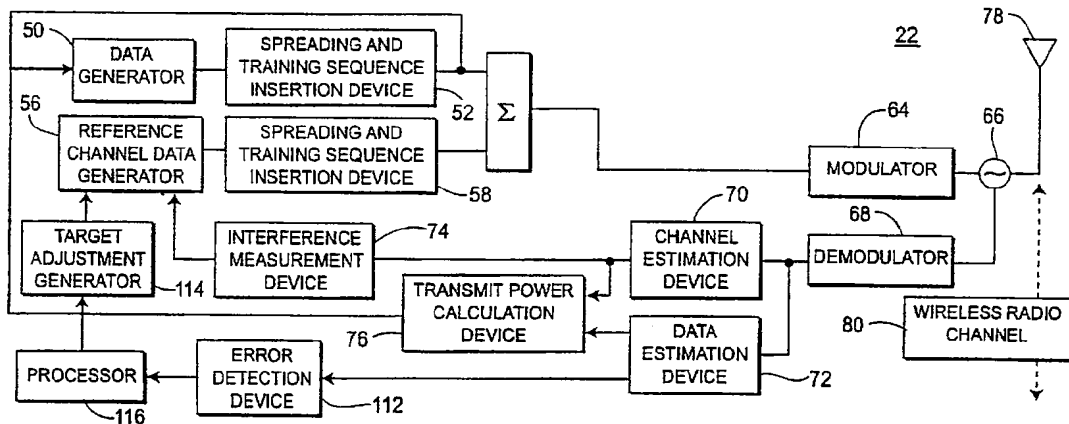 50
DATA
GENERATOR
SPREADING AND
TRAINING SEQUENCE
INSERTION DEVICE
52
Σ
22
78
56
REFERENCE
CHANNEL DATA
GENERATOR
SPREADING AND
TRAINING SEQUENCE
INSERTION DEVICE
58
64
MODULATOR
66
TARGET
ADJUSTMENT
GENERATOR
114
INTERFERENCE
MEASUREMENT
DEVICE
74
70
CHANNEL
ESTIMATION
DEVICE
68
DEMODULATOR
TRANSMIT POWER
CALCULATION
DEVICE
76
DATA
ESTIMATION
DEVICE
72
80
WIRELESS RADIO
CHANNEL
PROCESSOR
116
ERROR
DETECTION
DEVICE
112